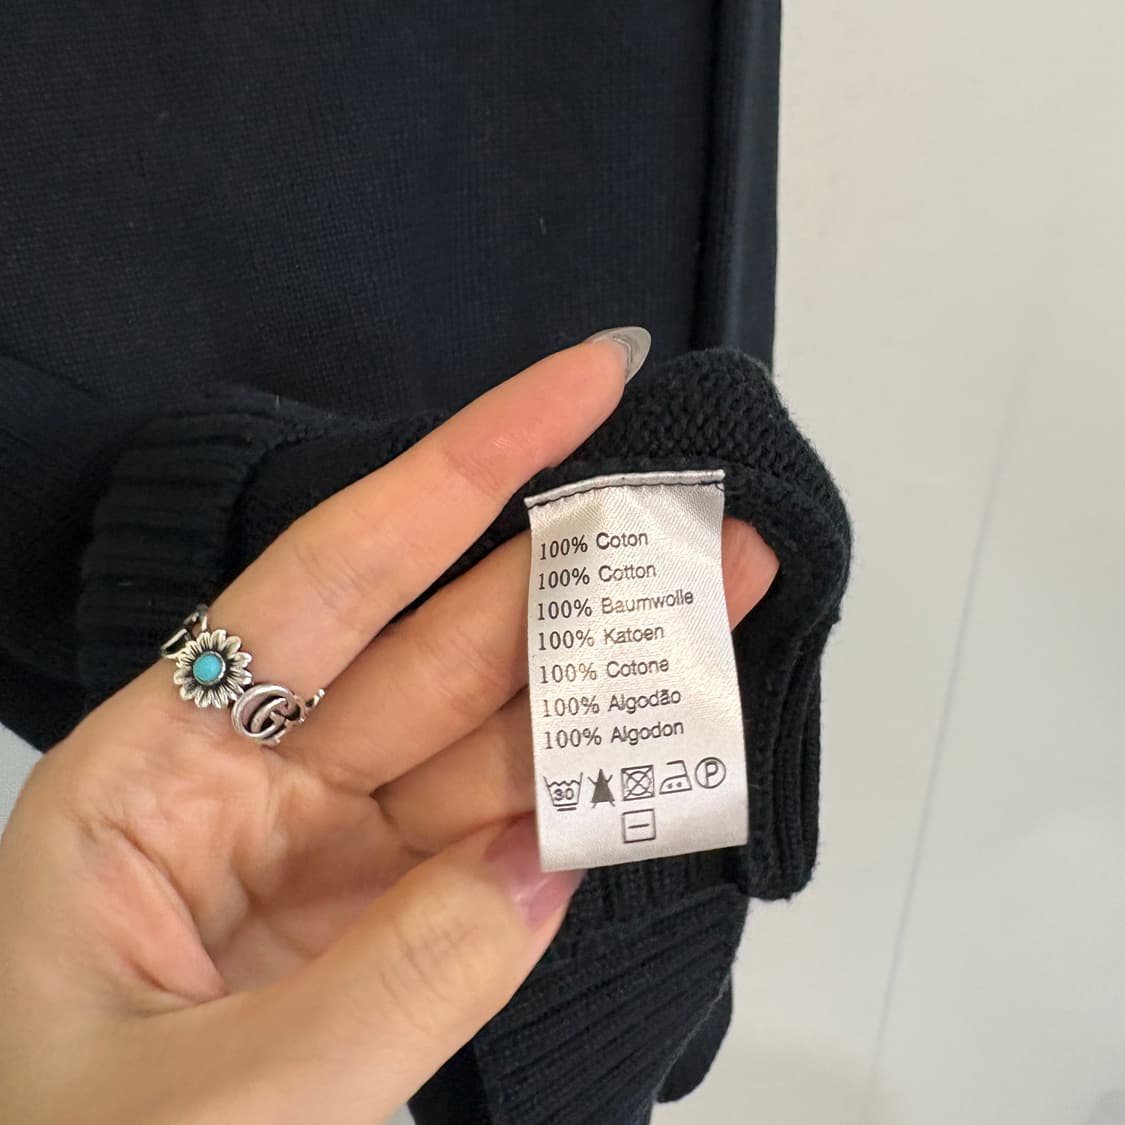 100% Coton
100% Cotton
100% Baumwolle
100% Katoen
100% Cotone
100% Algodão
100% Algodon
30 P